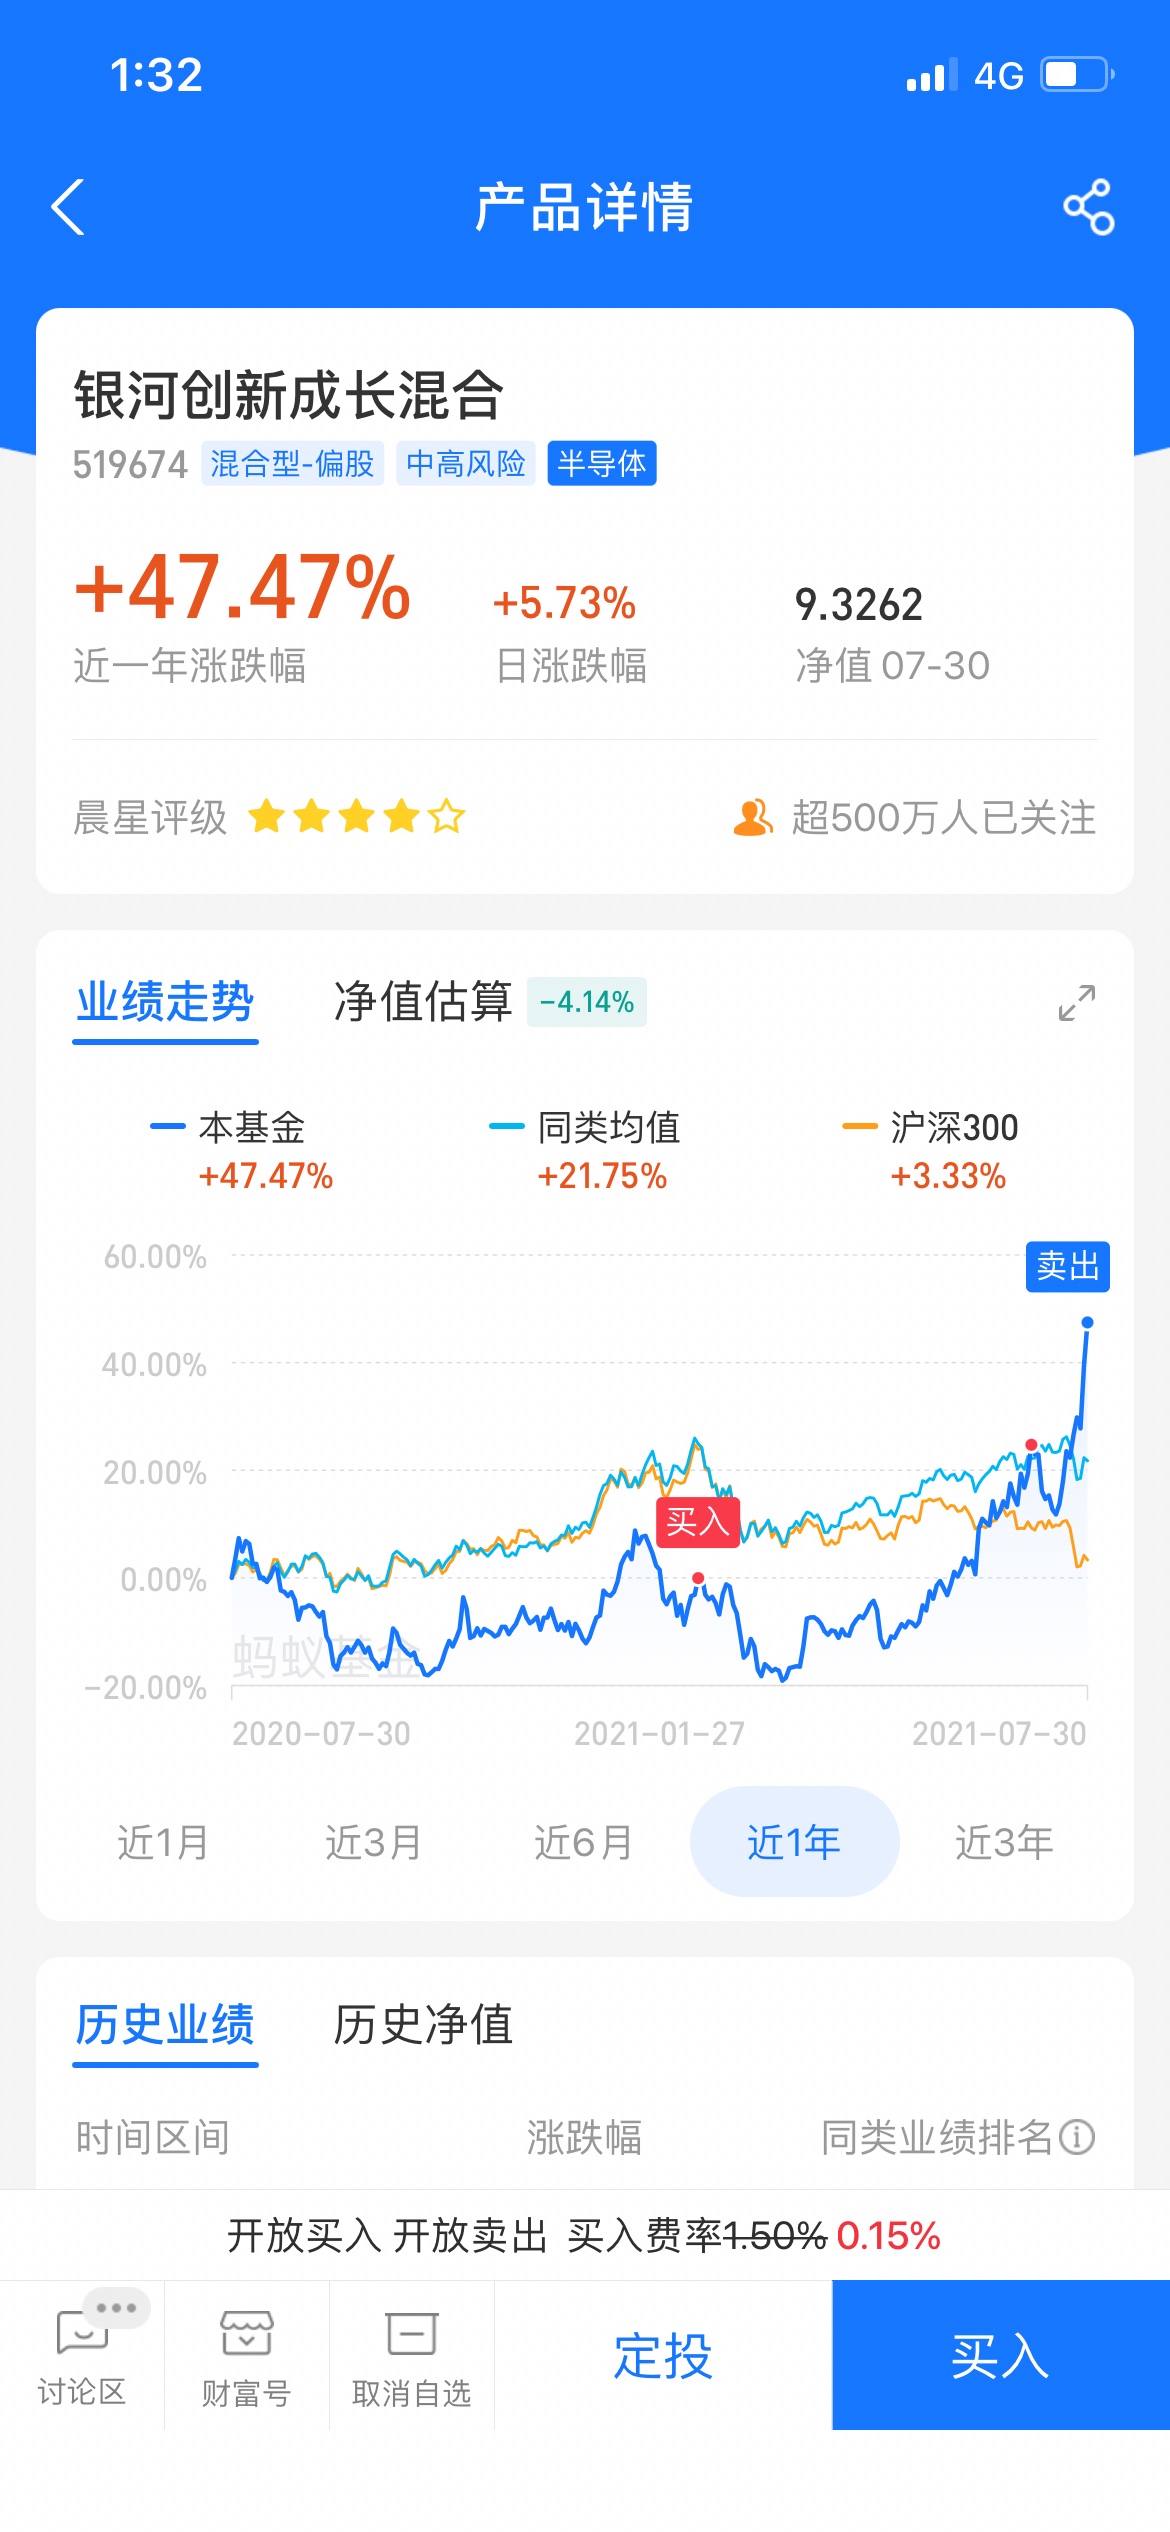 1:32 4G
产品详情
银河创新成长混合
519674 混合型-偏股 中高风险 半导体
+47.47% +5.73% 9.3262
近一年涨跌幅 日涨跌幅 净值 07-30
晨星评级 超500万人已关注
业绩走势 净值估算 -4.14%
本基金 同类均值 沪深300
+47.47% +21.75% +3.33%
60.00%
卖出
40.00%
20.00%
买入
0.00%
蚂蚁基金
-20.00%
2020-07-30 2021-01-27 2021-07-30
近1月 近3月 近6月 近1年 近3年
历史业绩 历史净值
时间区间 涨跌幅 同类业绩排名
开放买入 开放卖出 买入费率1.50% 0.15%
讨论区 财富号 取消自选 定投 买入